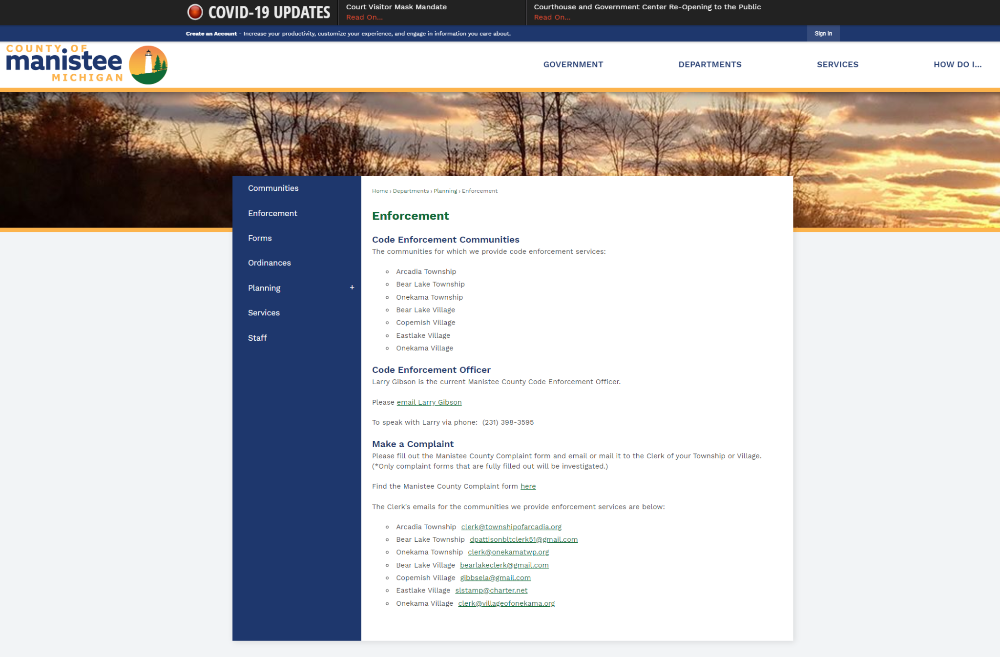 COVID-19 UPDATES
Court Visitor Mask Mandate
Read On...
Courthouse and Government Center Re-Opening to the Public
Read On...
Create an Account - Increase your productivity, customize your experience, and engage in information you care about.
Sign In
COUNTY OF
manistee
MICHIGAN
GOVERNMENT
DEPARTMENTS
SERVICES
HOW DO I...
Communities
Enforcement
Forms
Ordinances
Planning +
Services
Staff
Home › Departments › Planning › Enforcement
Enforcement
Code Enforcement Communities
The communities for which we provide code enforcement services:
Arcadia Township
Bear Lake Township
Onekama Township
Bear Lake Village
Copemish Village
Eastlake Village
Onekama Village
Code Enforcement Officer
Larry Gibson is the current Manistee County Code Enforcement Officer.
Please email Larry Gibson
To speak with Larry via phone:  (231) 398-3595
Make a Complaint
Please fill out the Manistee County Complaint form and email or mail it to the Clerk of your Township or Village.
(*Only complaint forms that are fully filled out will be investigated.)
Find the Manistee County Complaint form here
The Clerk's emails for the communities we provide enforcement services are below:
Arcadia Township  clerk@townshipofarcadia.org
Bear Lake Township  dpattisonbltclerk51@gmail.com
Onekama Township  clerk@onekamatwp.org
Bear Lake Village  bearlakeclerk@gmail.com
Copemish Village  gibbsela@gmail.com
Eastlake Village  slstamp@charter.net
Onekama Village  clerk@villageofonekama.org